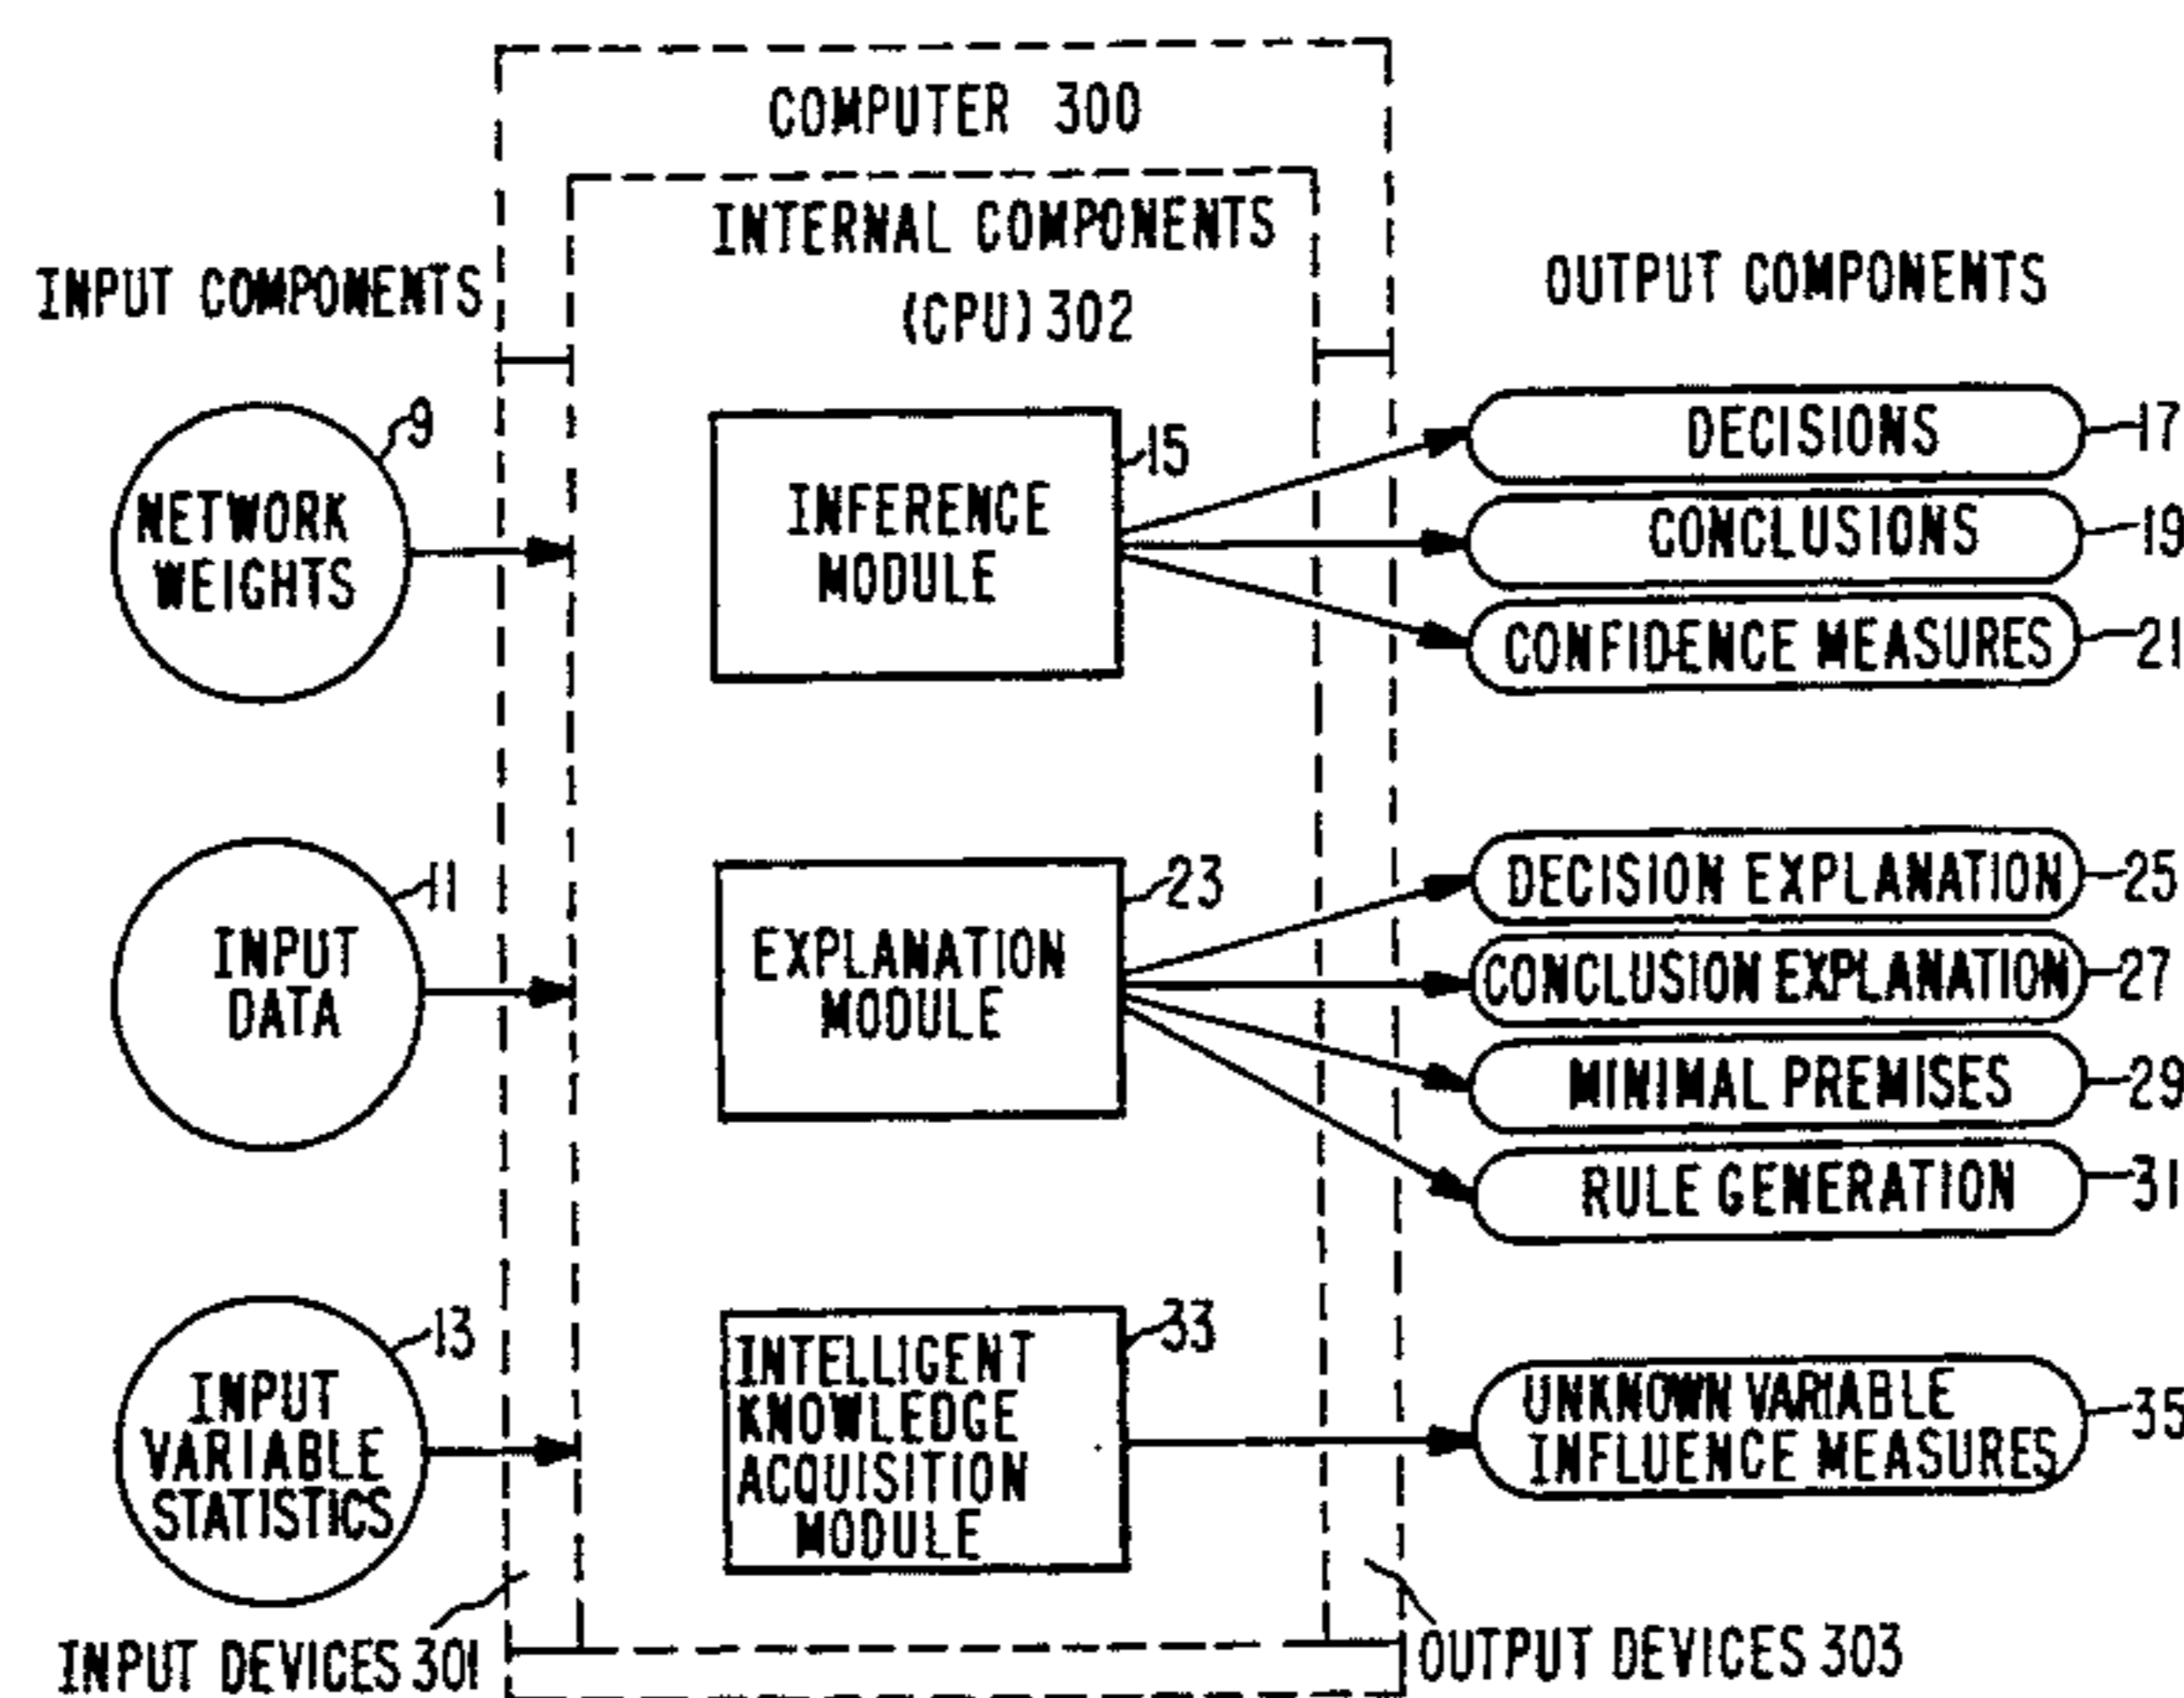 COMPUTER 300
INTERNAL COMPONENTS
(CPU) 302
INPUT COMPONENTS
OUTPUT COMPONENTS
9
NETWORK
WEIGHTS
15
INFERENCE
MODULE
DECISIONS
17
CONCLUSIONS
19
CONFIDENCE MEASURES
21
11
INPUT
DATA
23
EXPLANATION
MODULE
DECISION EXPLANATION
25
CONCLUSION EXPLANATION
27
MINIMAL PREMISES
29
RULE GENERATION
31
13
INPUT
VARIABLE
STATISTICS
33
INTELLIGENT
KNOWLEDGE
ACQUISITION
MODULE
UNKNOWN VARIABLE
INFLUENCE MEASURES
35
INPUT DEVICES 301
OUTPUT DEVICES 303